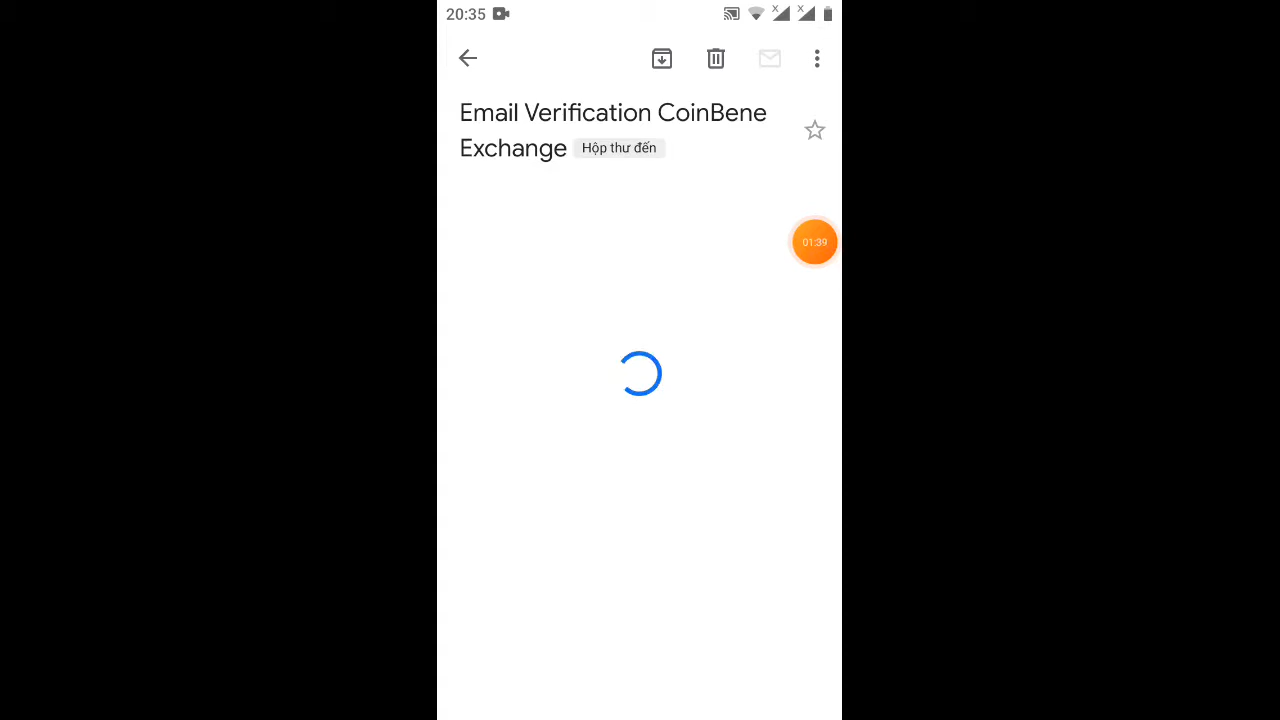 20:35
Email Verification CoinBene
Exchange Hộp thư đến
01:39